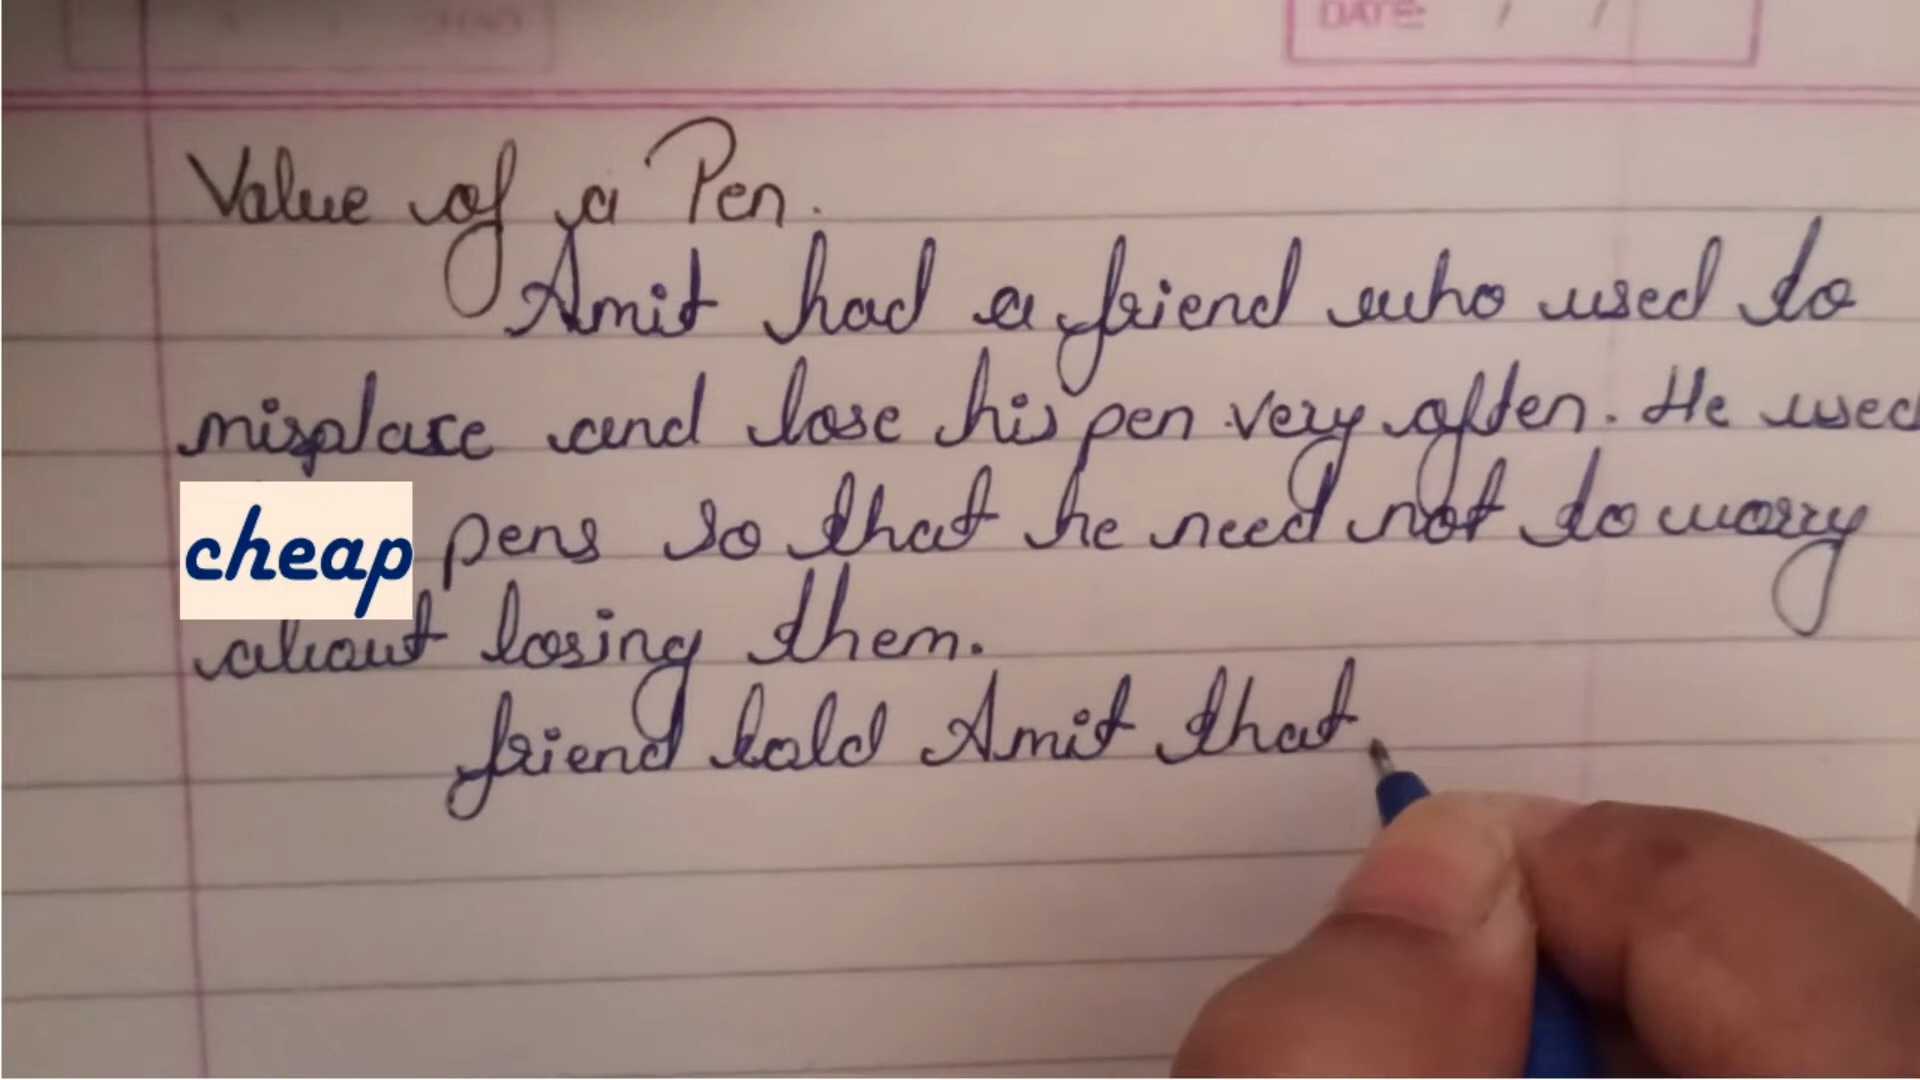 DATE: / /
Value of a Pen.
Amit had a friend who used to
misplace and lose his pen very often. He used
cheap pens so that he need not to worry
about losing them.
friend told Amit that